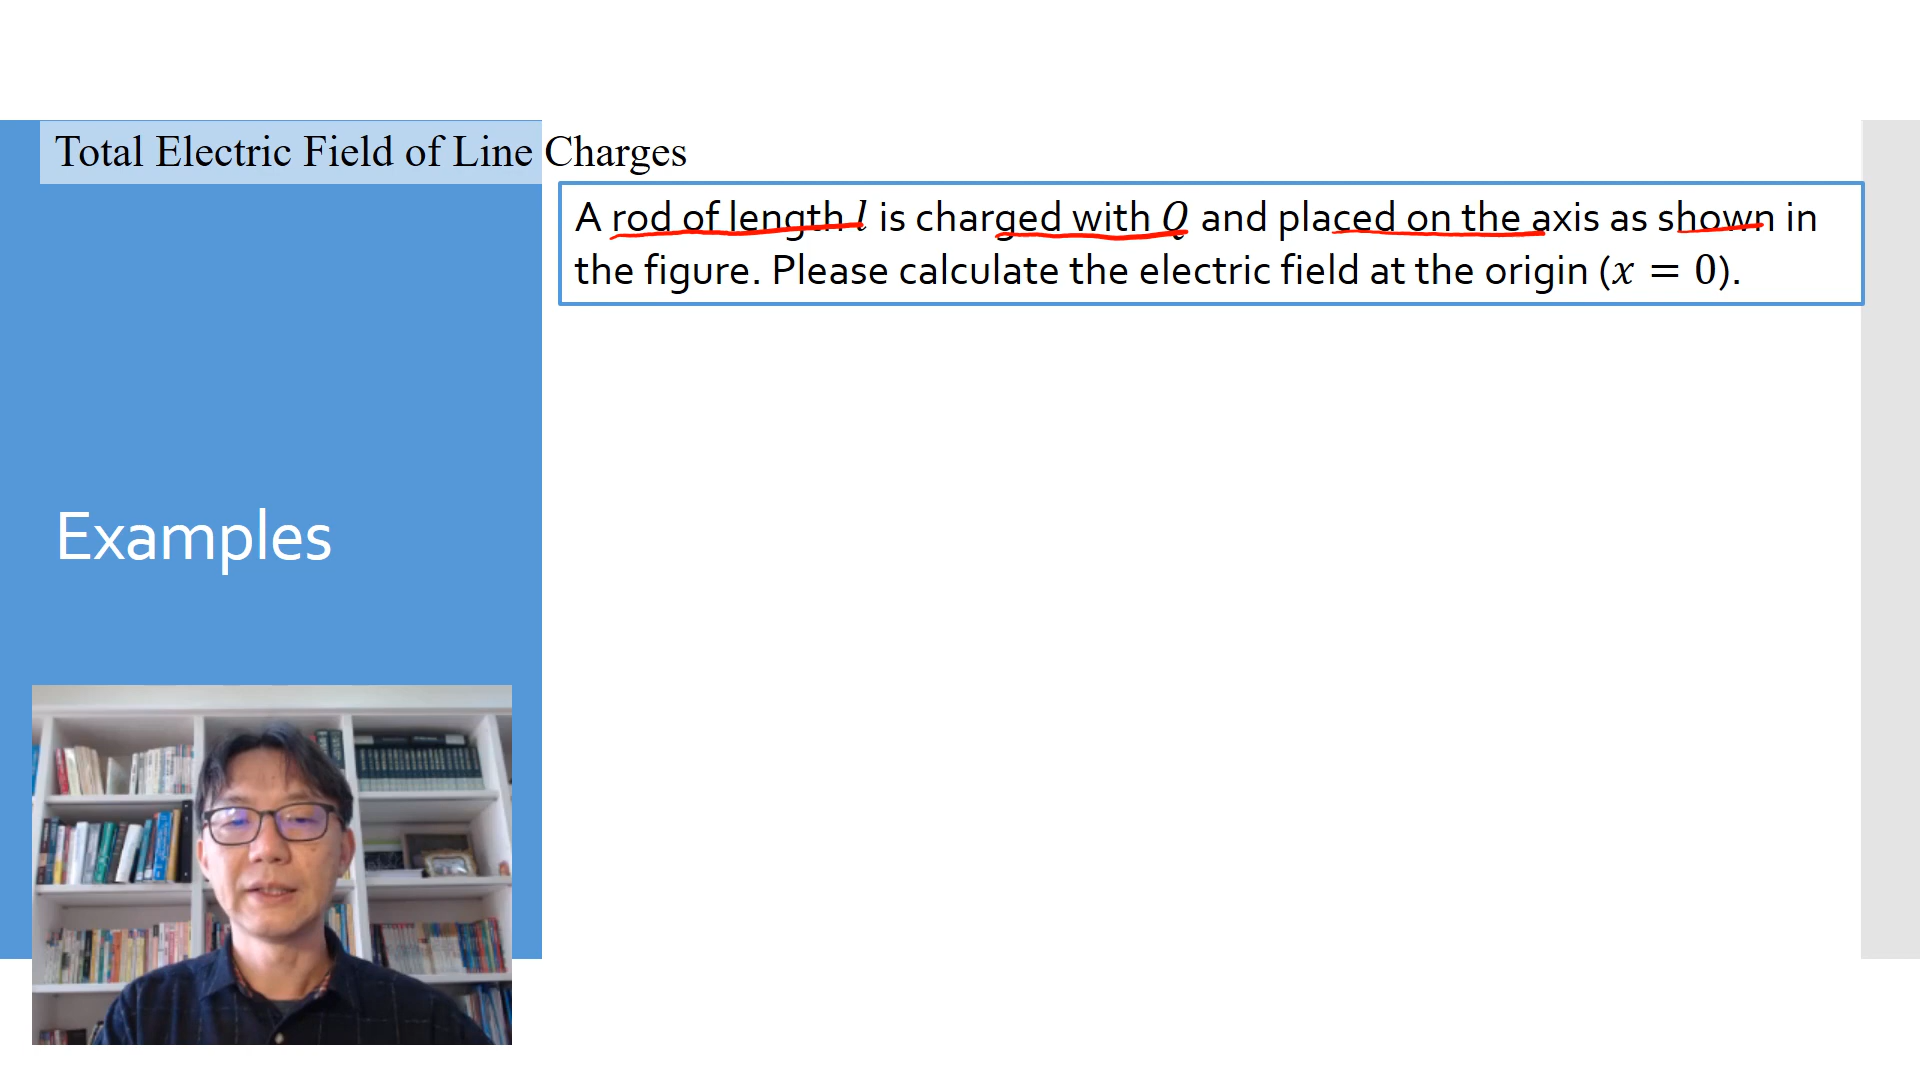 Total Electric Field of Line Charges
A rod of length l is charged with Q and placed on the axis as shown in
the figure. Please calculate the electric field at the origin (x = 0).
Examples